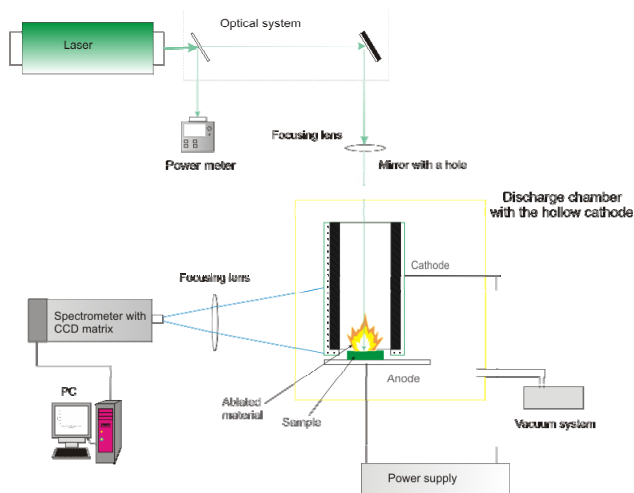 Optical system
Laser
Focusing lens
Power meter
Mirror with a hole
Discharge chamber
with the hollow cathode
Cathode
Focusing lens
Spectrometer with
CCD matrix
Anode
PC
Ablated
material
Sample
Vacuum system
Power supply